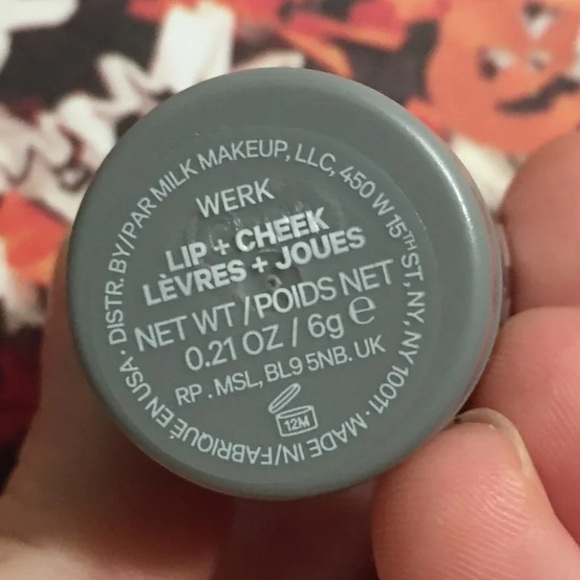 DISTR. BY/PAR MILK MAKEUP, LLC, 450 W 15TH ST, NY, NY 10011 · MADE IN/FABRIQUÉ EN USA ·
WERK
LIP + CHEEK
LÈVRES + JOUES
NET WT / POIDS NET
0.21 OZ / 6g e
RP . MSL, BL9 5NB. UK
12M